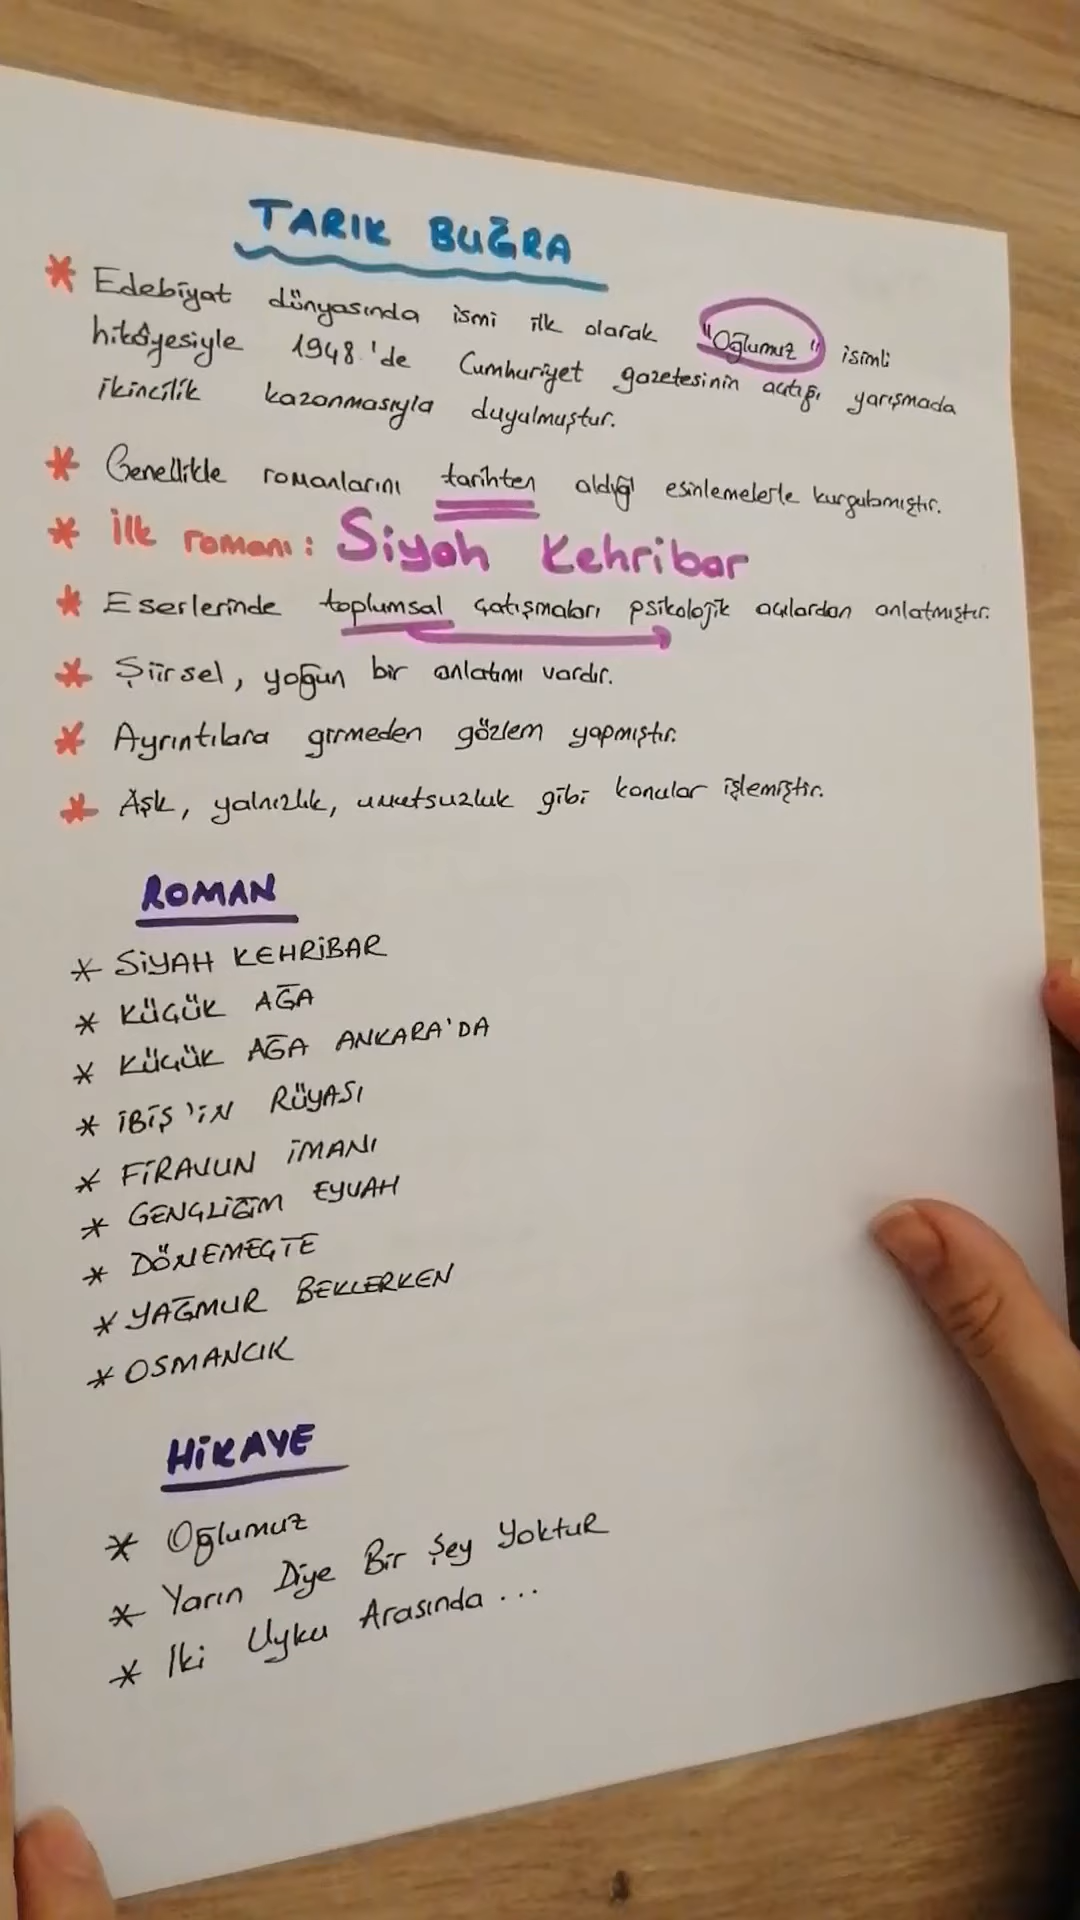 TARIK BUĞRA
* Edebiyat dünyasında ismi ilk olarak "Oğlumuz" isimli
hikâyesiyle 1948'de Cumhuriyet gazetesinin açtığı yarışmada
ikincilik kazanmasıyla duyulmuştur.
* Genellikle romanlarını tarihten aldığı esinlemelerle kurgulamıştır.
* İlk romanı: Siyah Kehribar
* Eserlerinde toplumsal çatışmaları psikolojik açılardan anlatmıştır.
* Şiirsel, yoğun bir anlatımı vardır.
* Ayrıntılara girmeden gözlem yapmıştır.
* Aşk, yalnızlık, umutsuzluk gibi konular işlemiştir.
ROMAN
* SİYAH KEHRİBAR
* KÜÇÜK AĞA
* KÜÇÜK AĞA ANKARA'DA
* İBİŞ'İN RÜYASI
* FİRAVUN İMANI
* GENÇLİĞİM EYVAH
* DÖNEMEÇTE
* YAĞMUR BEKLERKEN
* OSMANCIK
HİKAYE
* Oğlumuz
* Yarın Diye Bir Şey Yoktur
* İki Uyku Arasında...